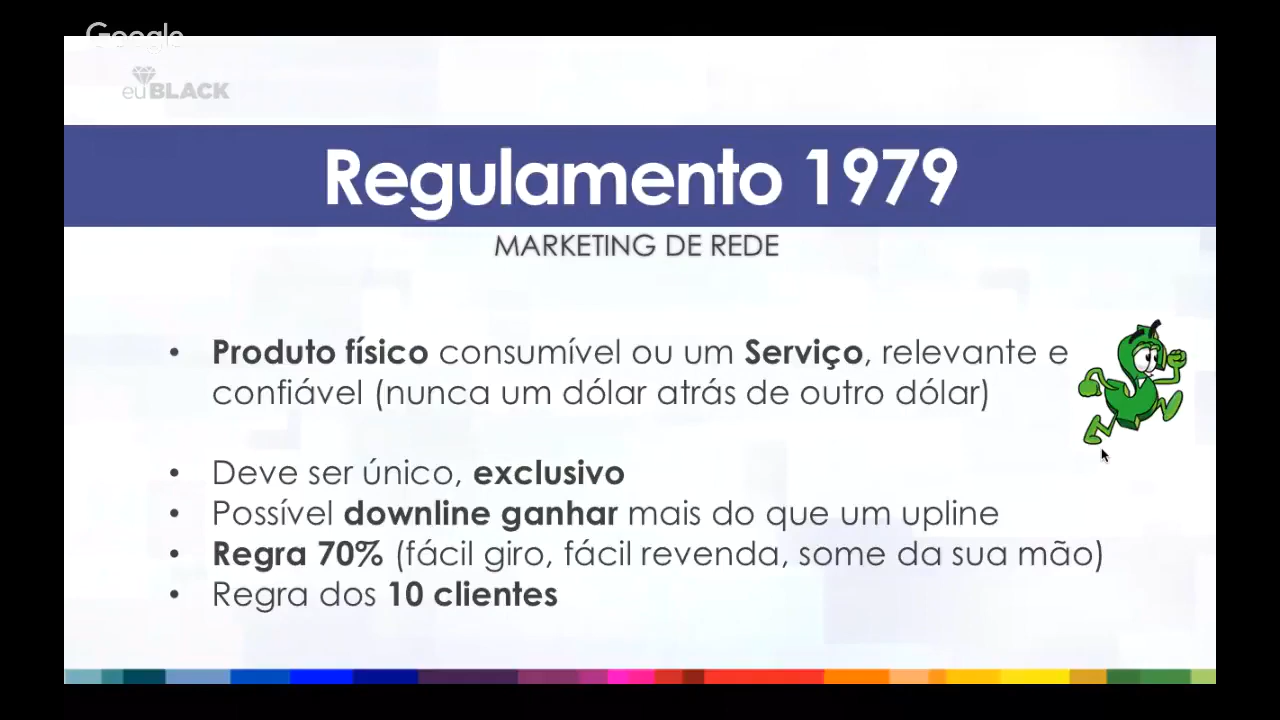 Google
euBLACK
Regulamento 1979
MARKETING DE REDE
• Produto físico consumível ou um Serviço, relevante e
confiável (nunca um dólar atrás de outro dólar)
• Deve ser único, exclusivo
• Possível downline ganhar mais do que um upline
• Regra 70% (fácil giro, fácil revenda, some da sua mão)
• Regra dos 10 clientes